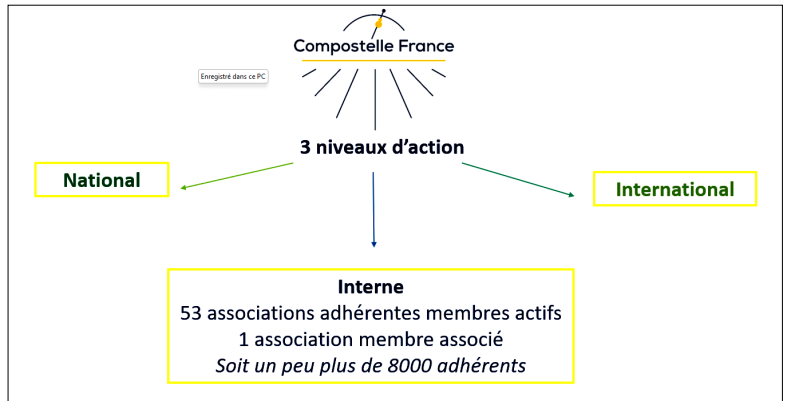 Compostelle France
Enregistré dans ce PC
3 niveaux d’action
National
International
Interne
53 associations adhérentes membres actifs
1 association membre associé
Soit un peu plus de 8000 adhérents